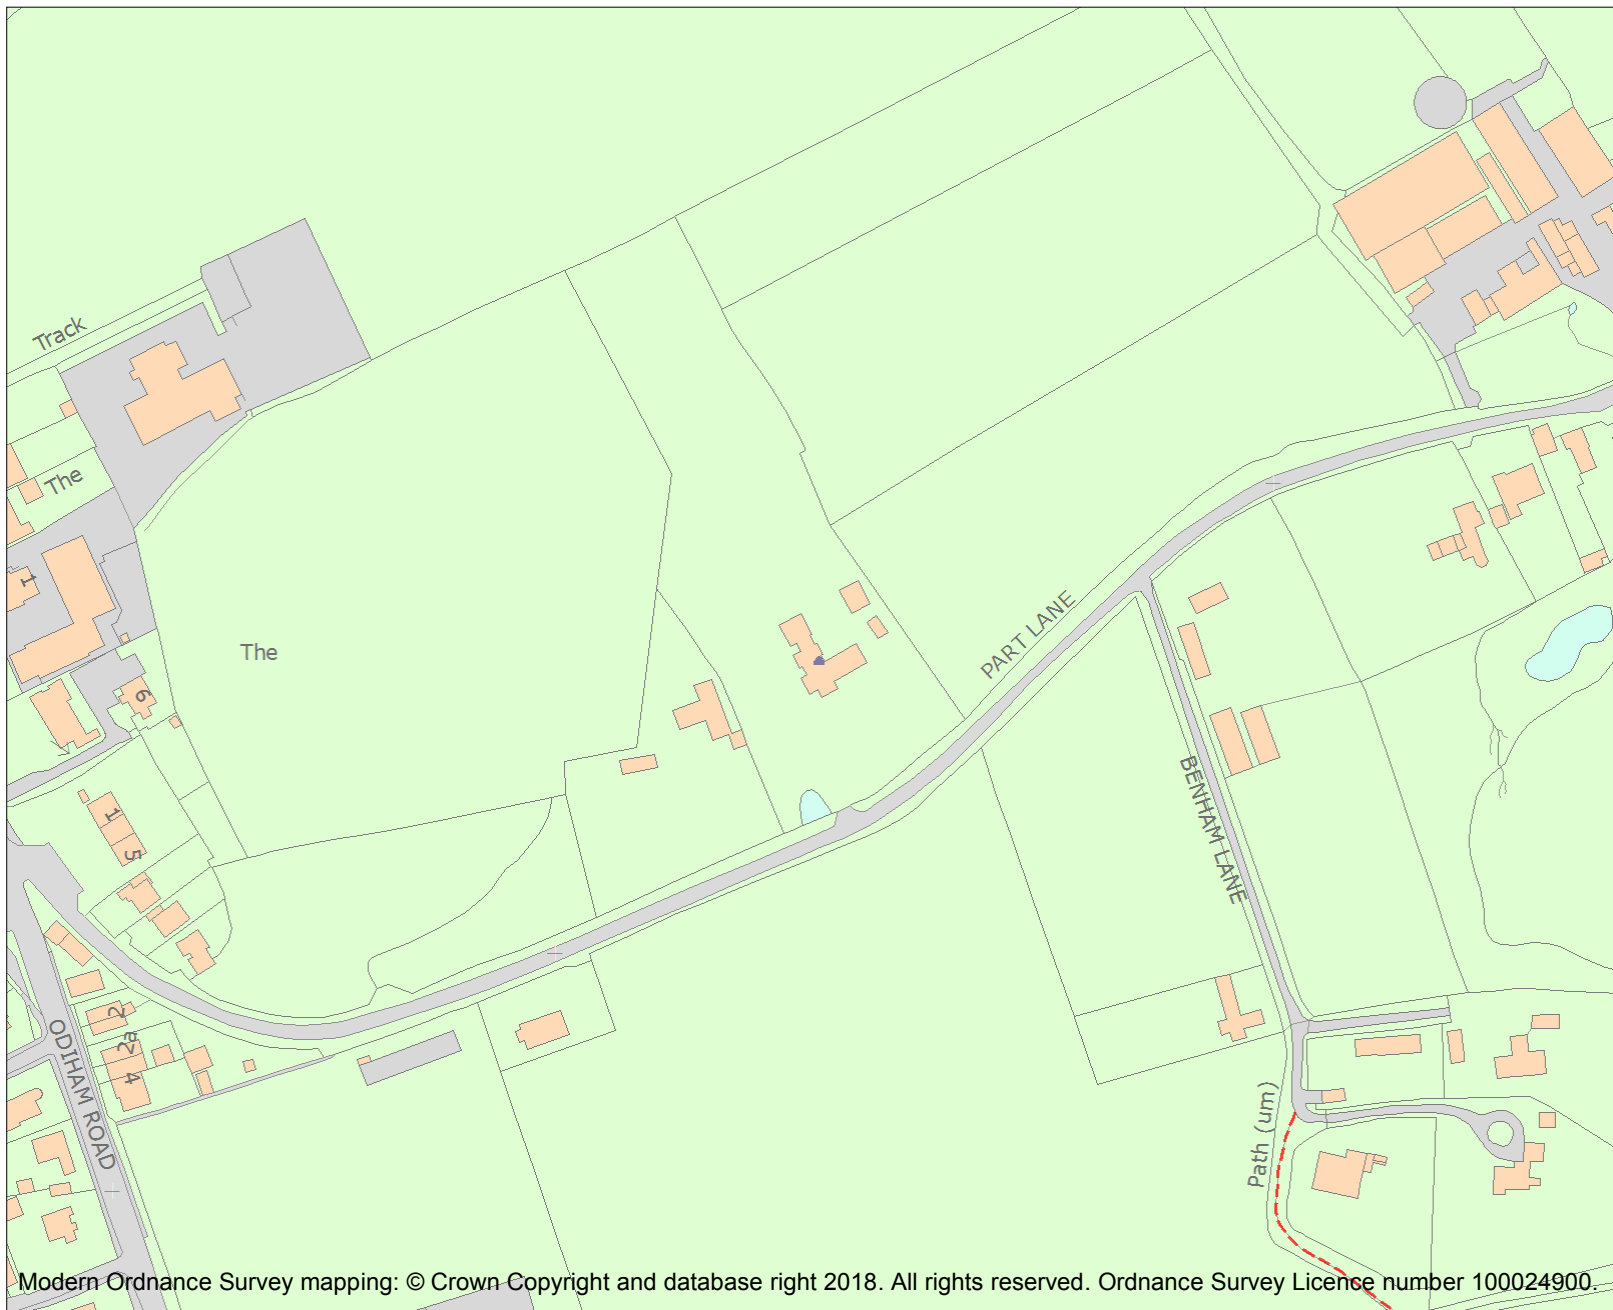 Track
The
1
The
6
PART LANE
BENHAM LANE
1
5
2
2a
4
ODIHAM ROAD
Path (um)
Modern Ordnance Survey mapping: © Crown Copyright and database right 2018. All rights reserved. Ordnance Survey Licence number 100024900.